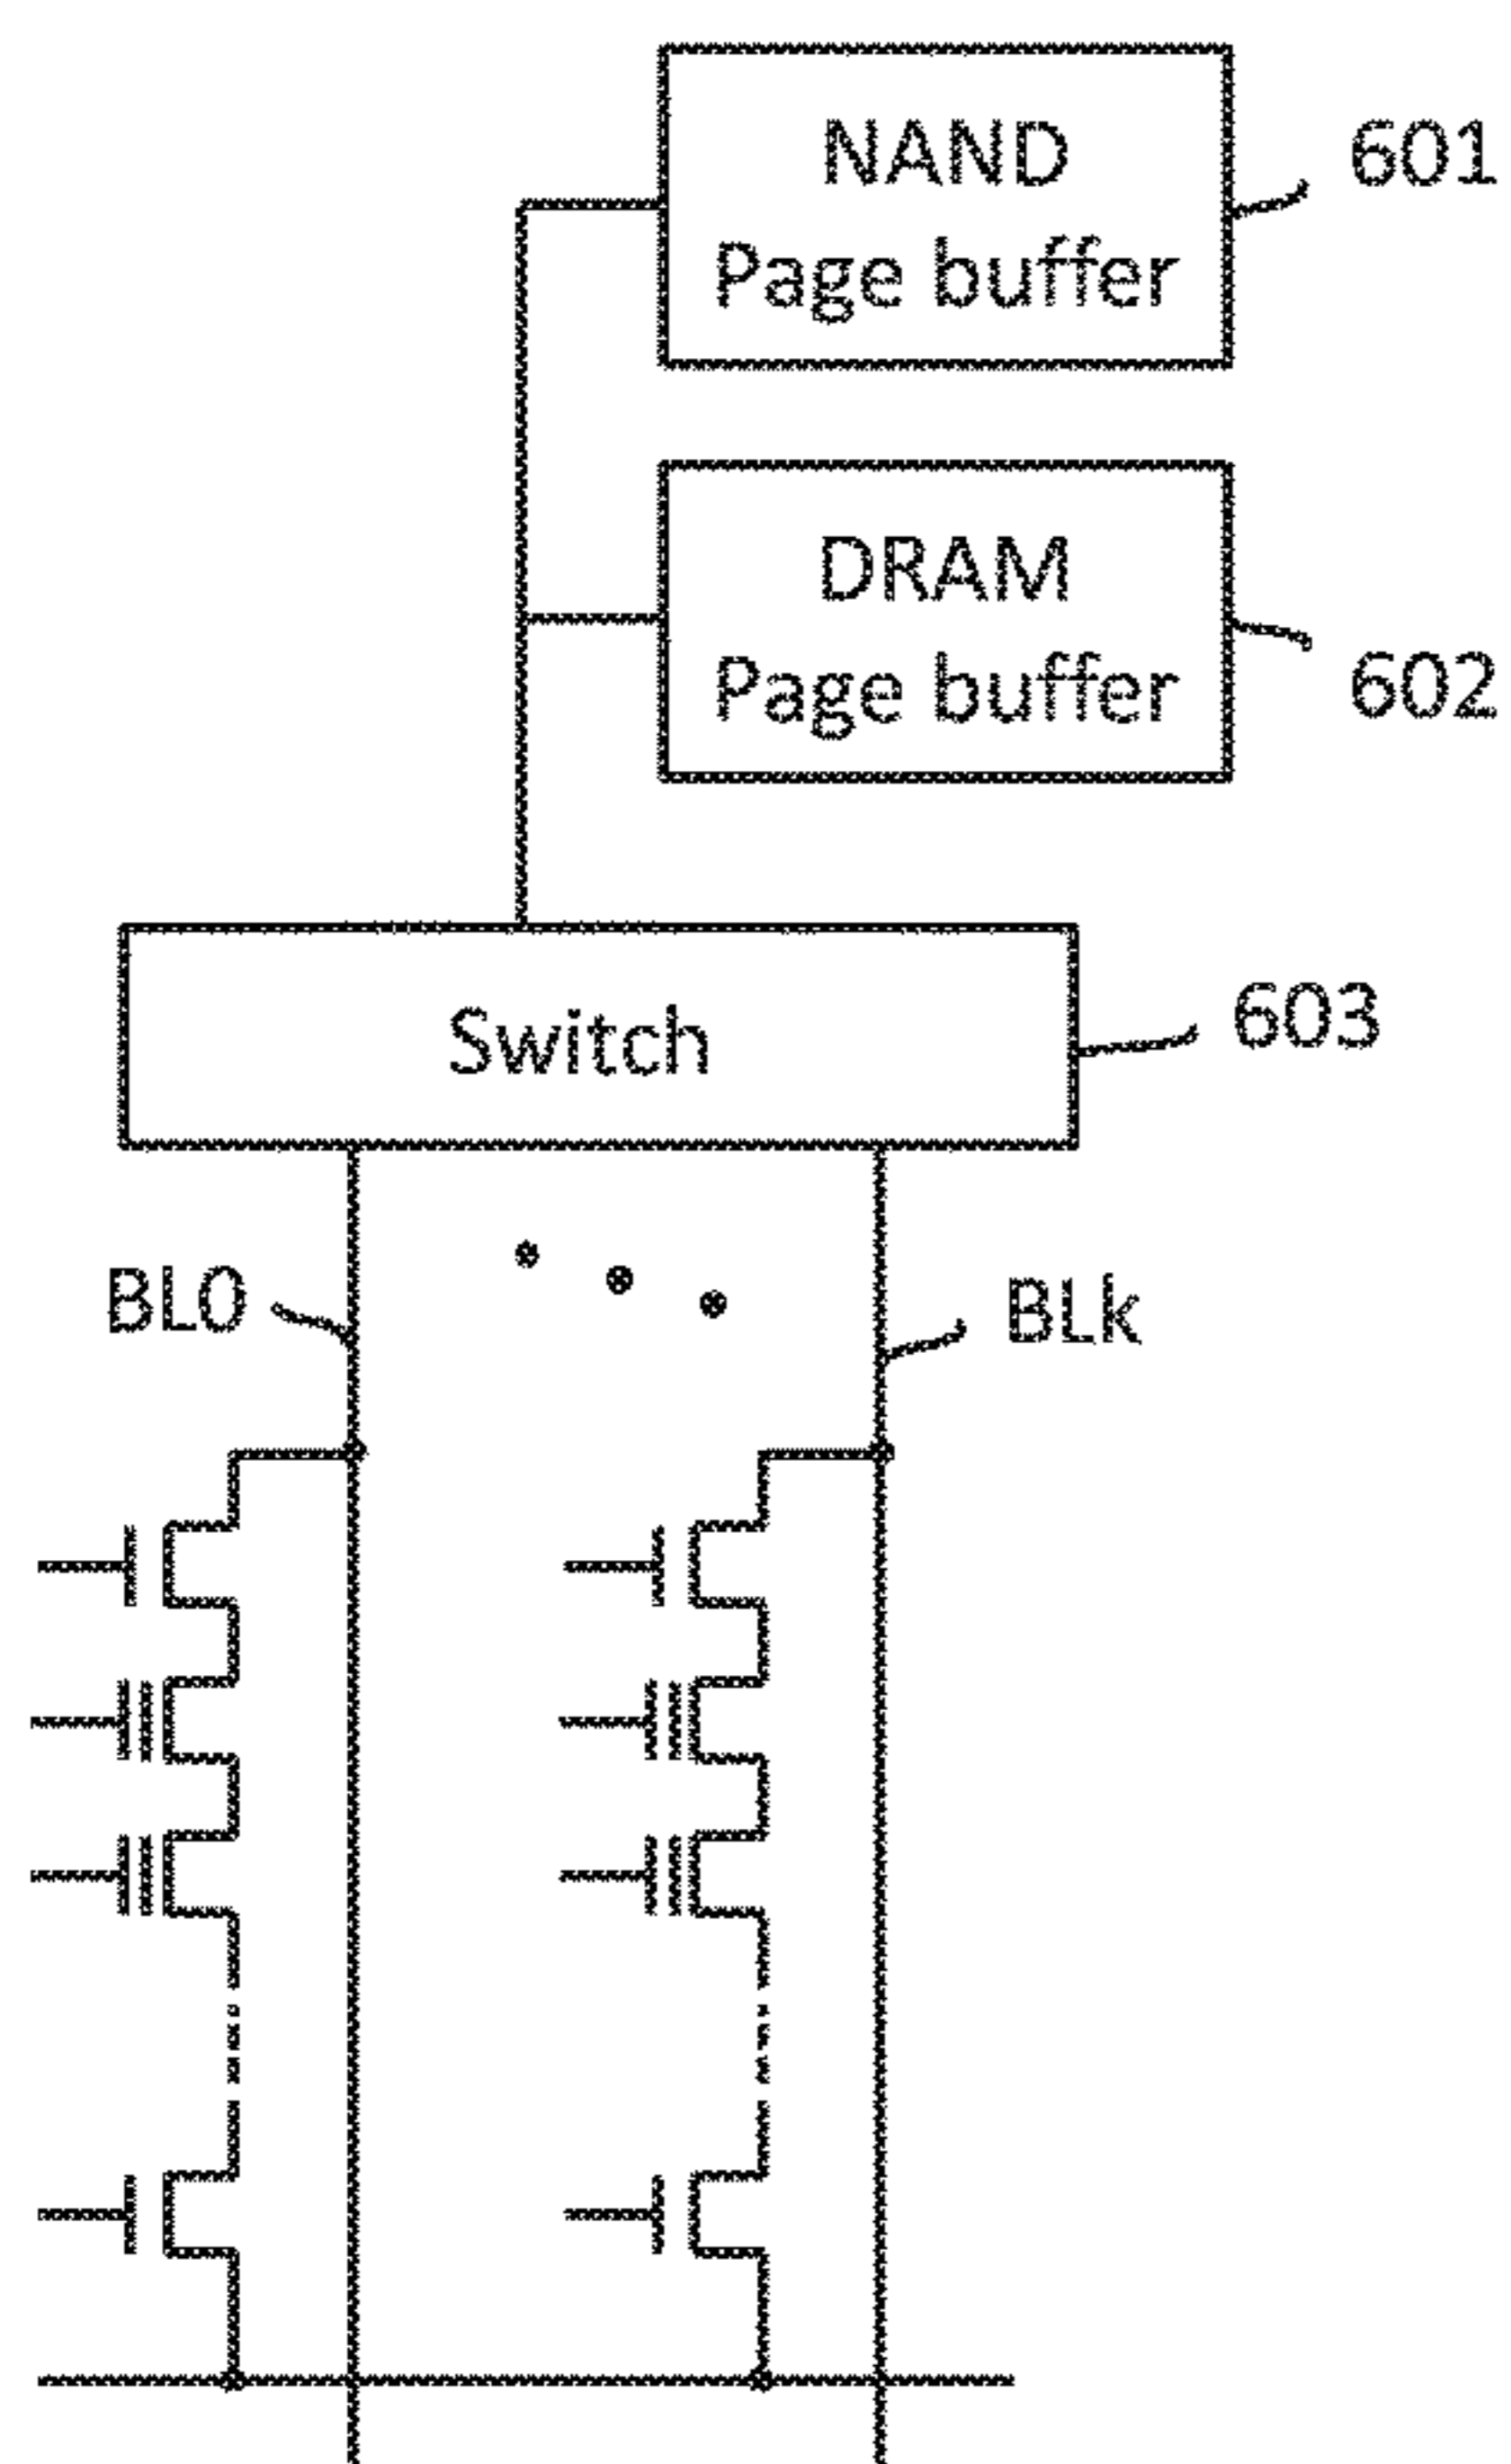 NAND
Page buffer
601
DRAM
Page buffer
602
Switch
603
BL0
BLk